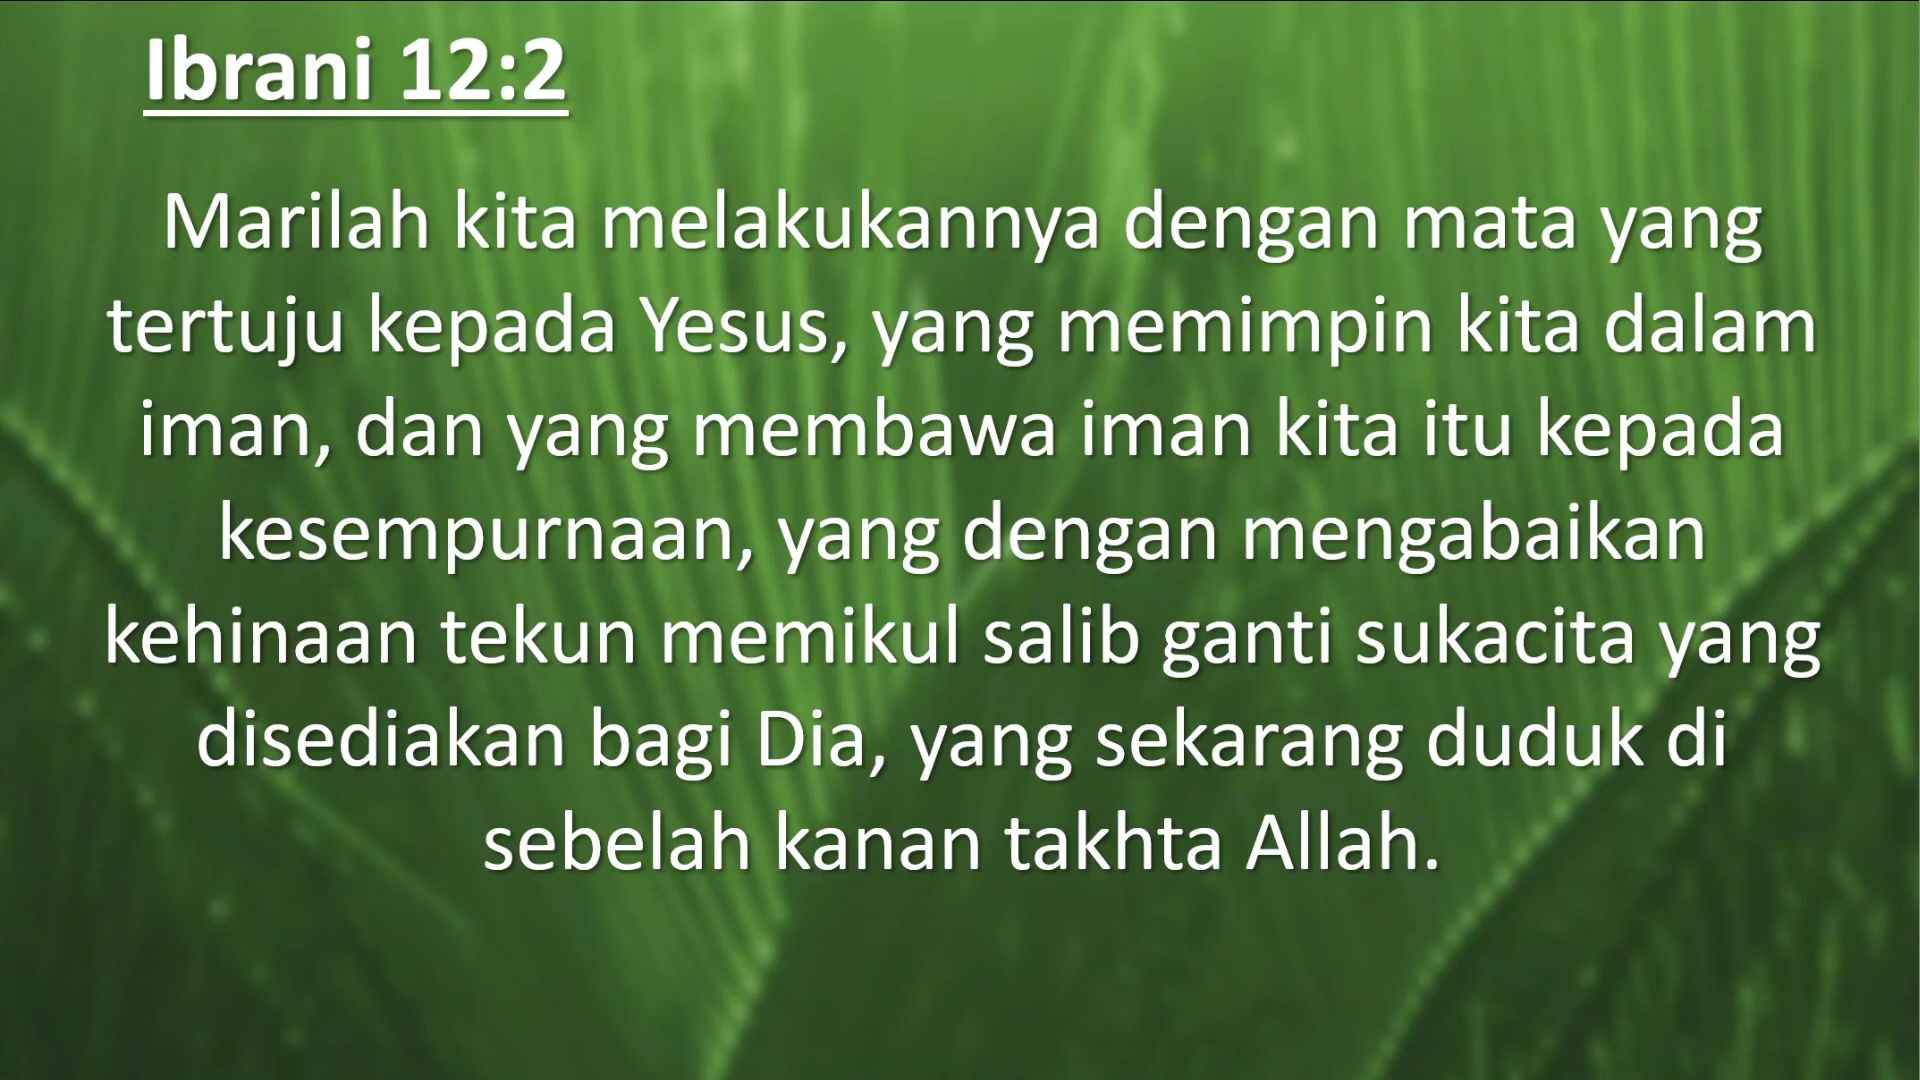 Ibrani 12:2
Marilah kita melakukannya dengan mata yang
tertuju kepada Yesus, yang memimpin kita dalam
iman, dan yang membawa iman kita itu kepada
kesempurnaan, yang dengan mengabaikan
kehinaan tekun memikul salib ganti sukacita yang
disediakan bagi Dia, yang sekarang duduk di
sebelah kanan takhta Allah.